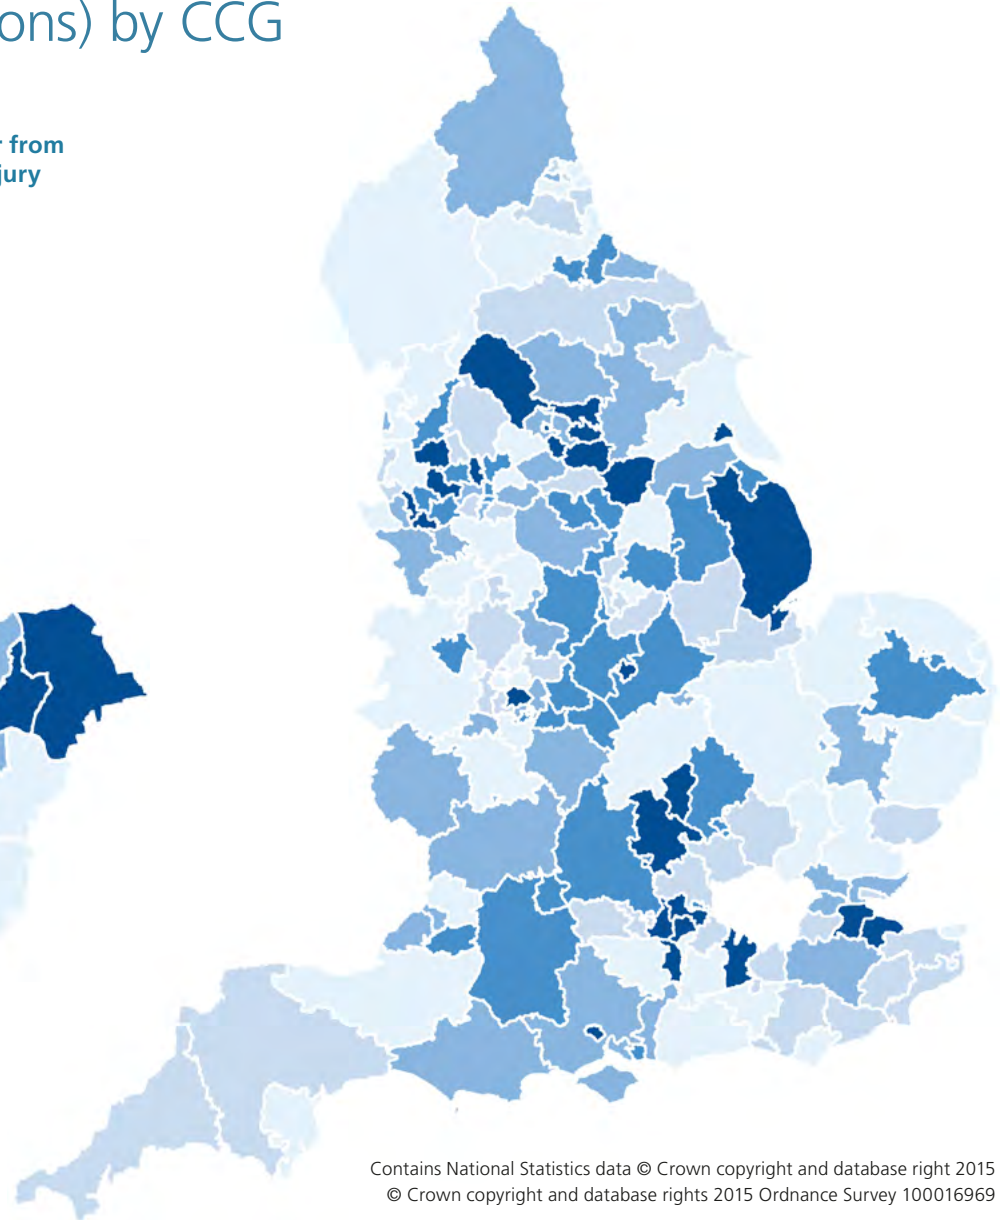 ons) by CCG
r from
jury
Contains National Statistics data © Crown copyright and database right 2015
© Crown copyright and database rights 2015 Ordnance Survey 100016969